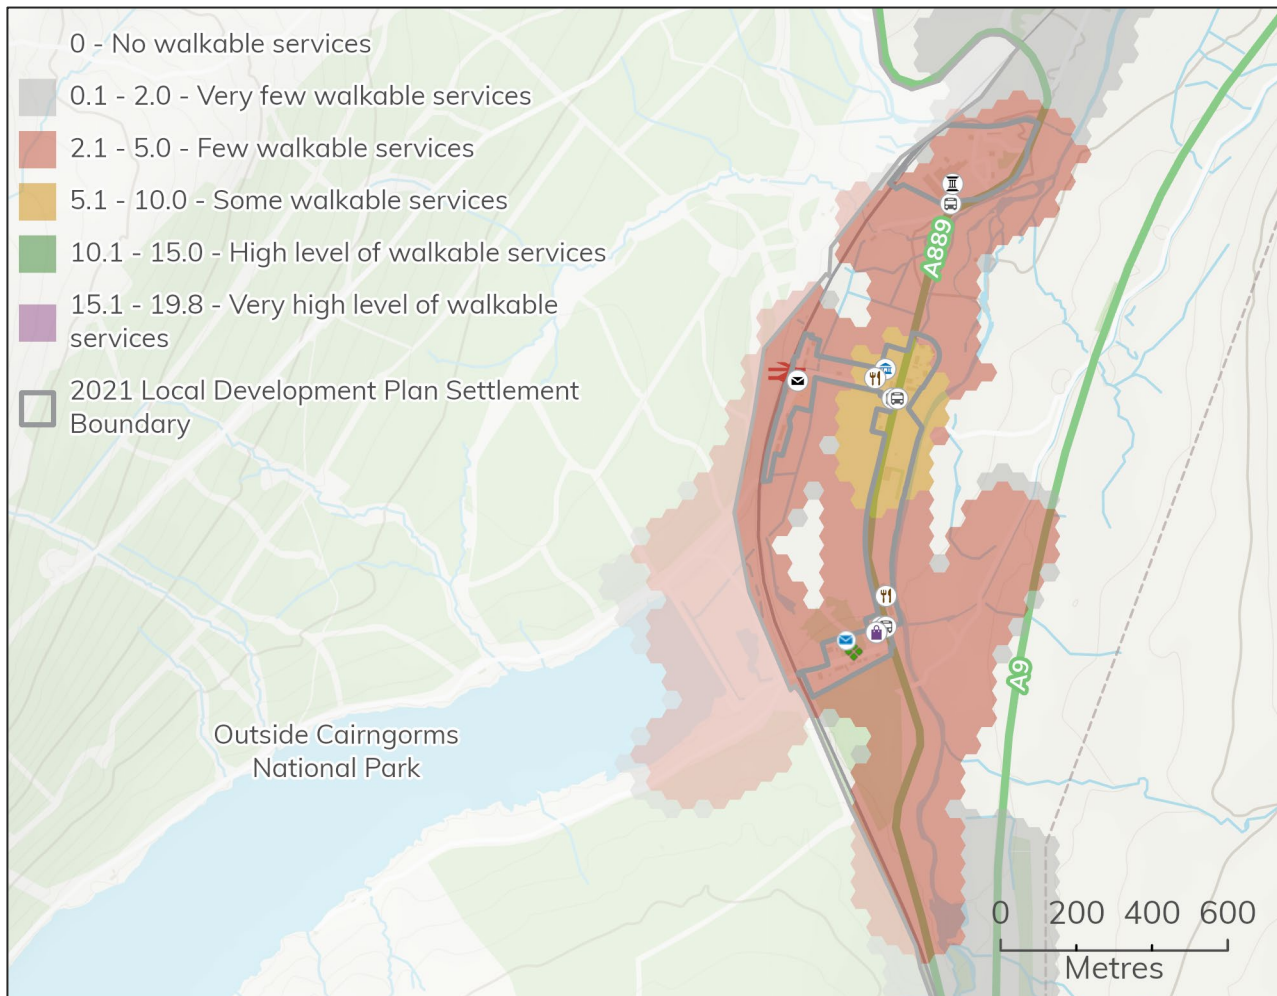 0 - No walkable services
0.1 - 2.0 - Very few walkable services
2.1 - 5.0 - Few walkable services
5.1 - 10.0 - Some walkable services
10.1 - 15.0 - High level of walkable services
15.1 - 19.8 - Very high level of walkable
services
2021 Local Development Plan Settlement
Boundary
A889
A9
Outside Cairngorms
National Park
0 200 400 600
Metres